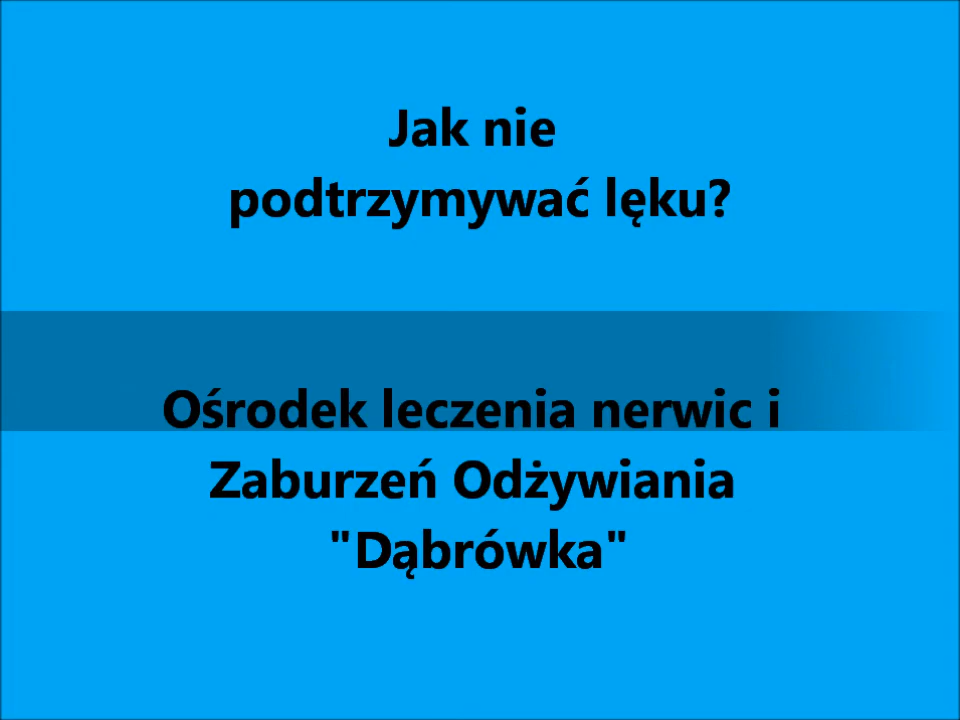 Jak nie
podtrzymywać lęku?
Ośrodek leczenia nerwic i
Zaburzeń Odżywiania
"Dąbrówka"